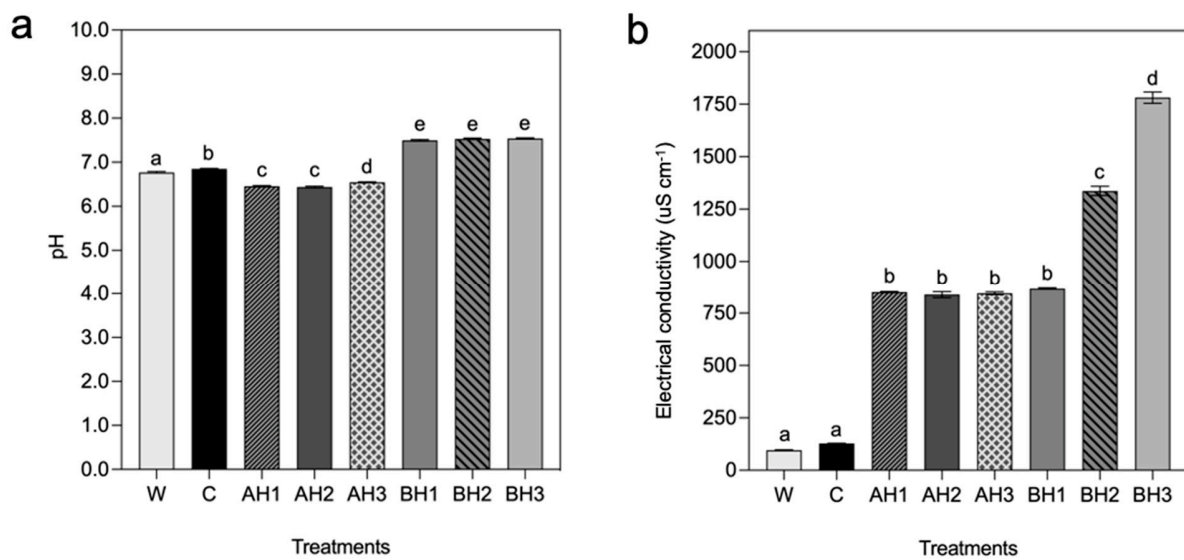 a
pH
10.0
9.0
8.0
7.0
6.0
5.0
4.0
3.0
2.0
1.0
0.0
a b c c d e e e
W C AH1 AH2 AH3 BH1 BH2 BH3
Treatments
b
Electrical conductivity (uS cm⁻¹)
2000
1750
1500
1250
1000
750
500
250
0
a a b b b b c d
W C AH1 AH2 AH3 BH1 BH2 BH3
Treatments